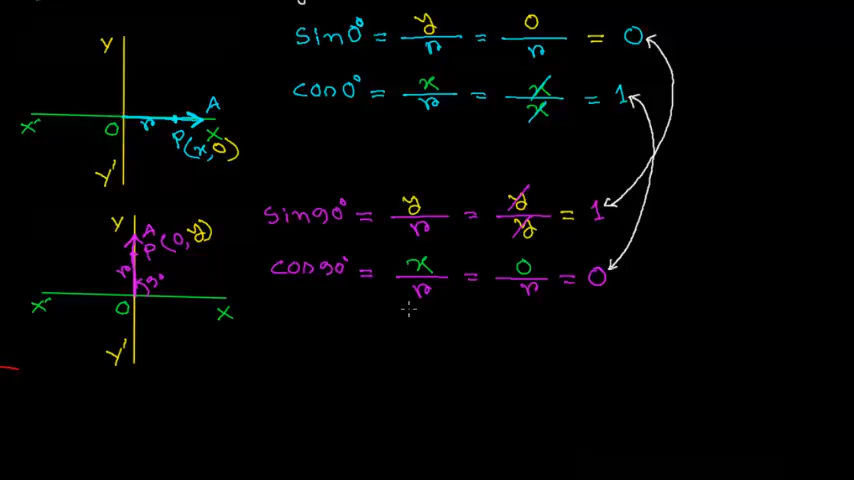 sin0° = y/r = 0/r = 0
cos0° = x/r = x/x = 1
Y
A
r
X'
O
P(x, 0)
X
Y'
sin90° = y/r = y/y = 1
cos90° = x/r = 0/r = 0
Y
A
P(0, y)
r
90°
X'
O
X
Y'